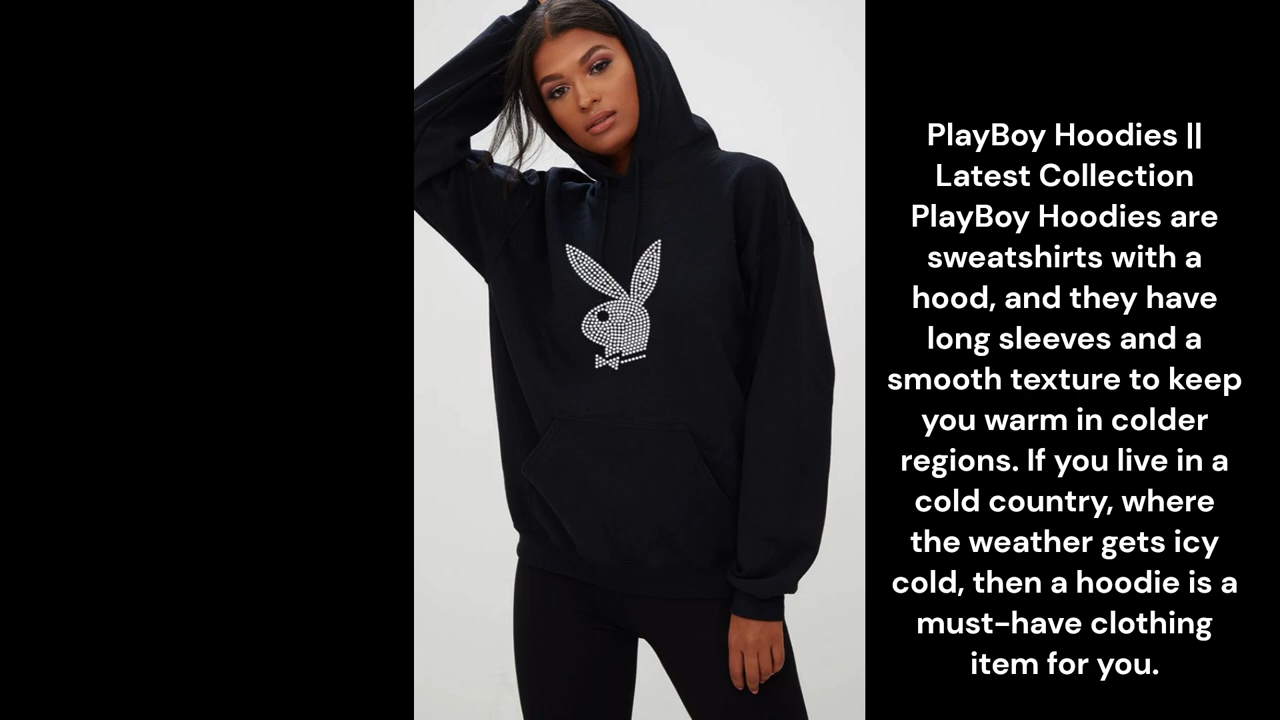 PlayBoy Hoodies ||
Latest Collection
PlayBoy Hoodies are
sweatshirts with a
hood, and they have
long sleeves and a
smooth texture to keep
you warm in colder
regions. If you live in a
cold country, where
the weather gets icy
cold, then a hoodie is a
must-have clothing
item for you.